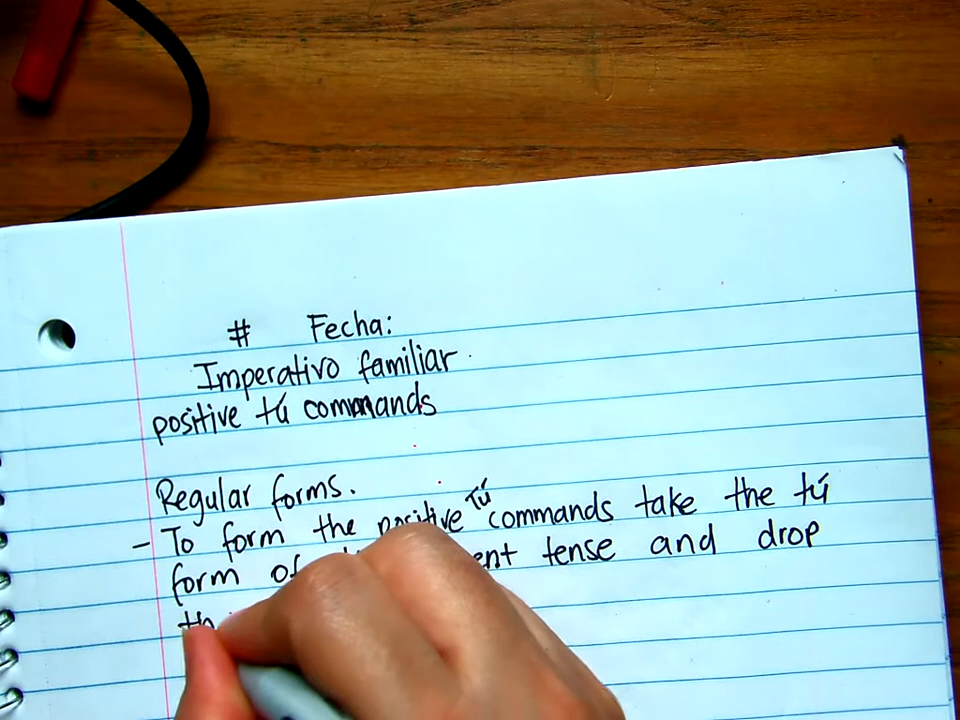 # Fecha:
Imperativo familiar
positive tú commands
Regular forms.
- To form the positive Tú commands take the tú
form of tense and drop